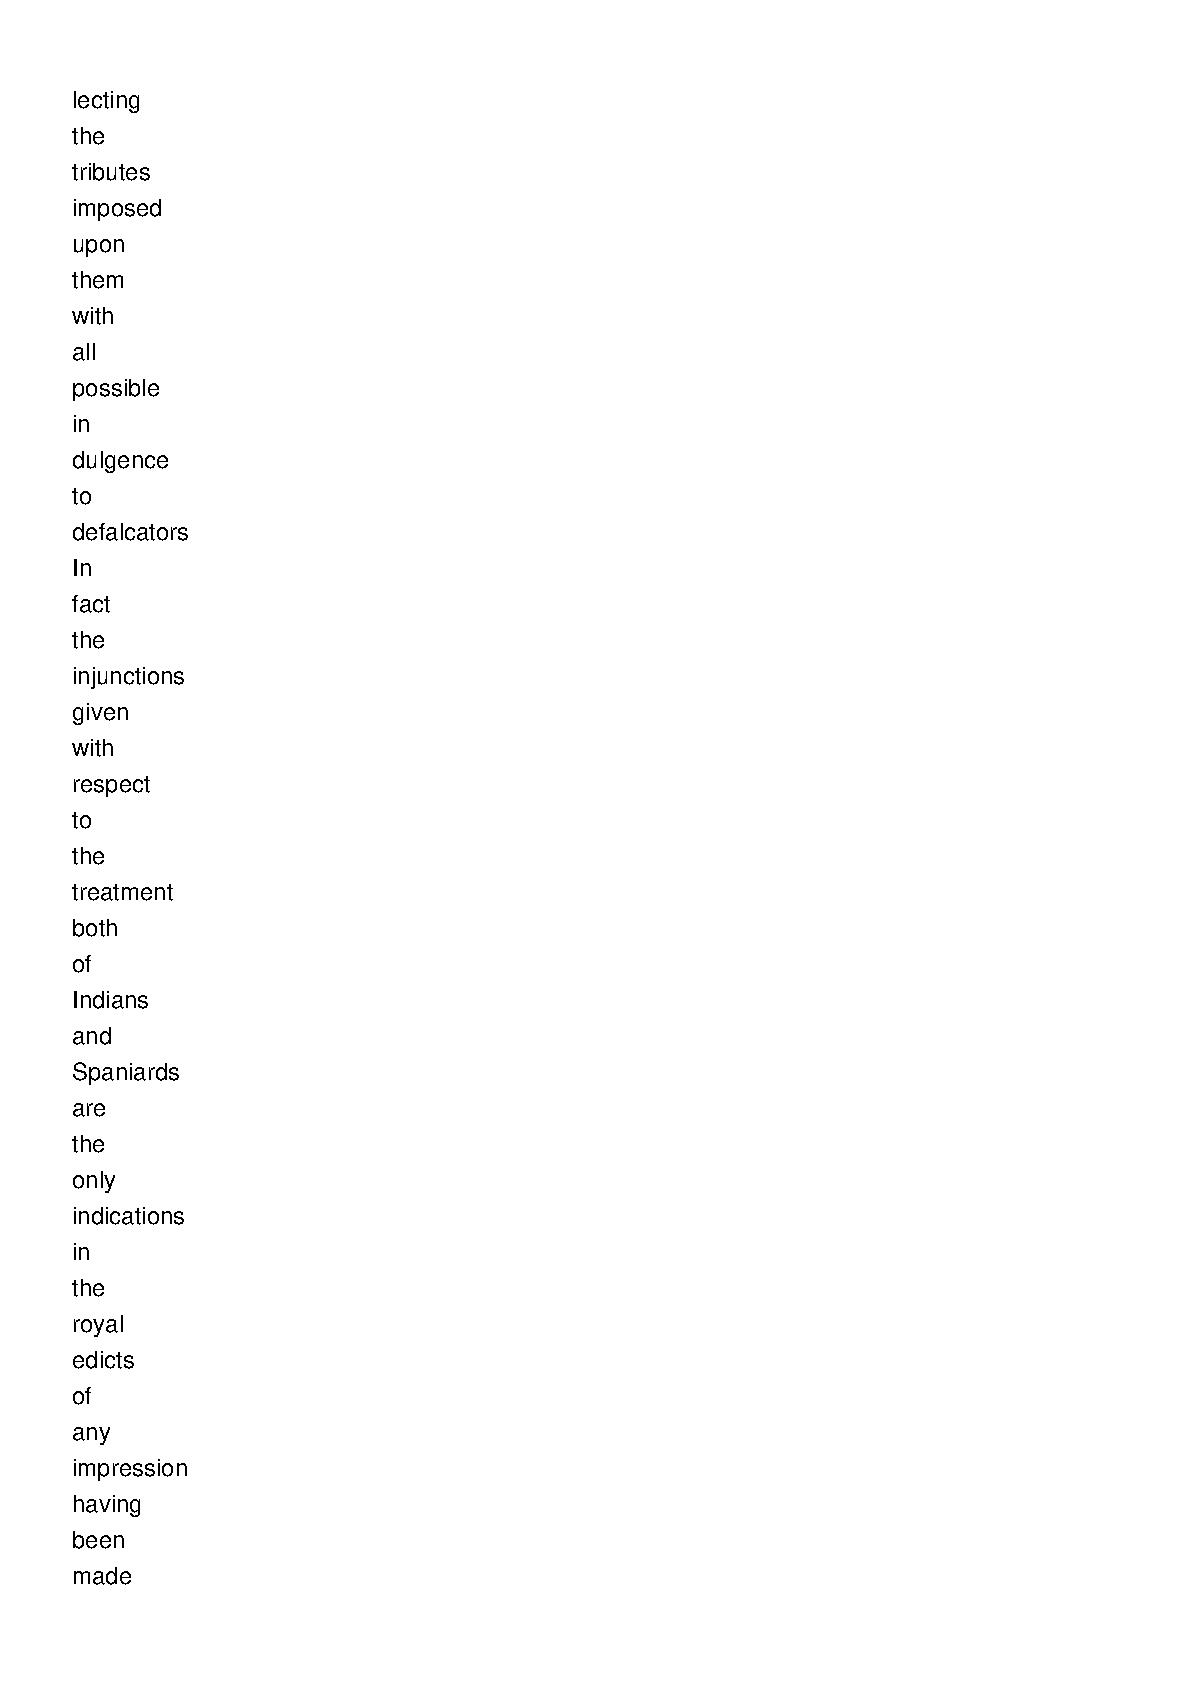 lecting
the
tributes
imposed
upon
them
with
all
possible
in
dulgence
to
defalcators
In
fact
the
injunctions
given
with
respect
to
the
treatment
both
of
Indians
and
Spaniards
are
the
only
indications
in
the
royal
edicts
of
any
impression
having
been
made